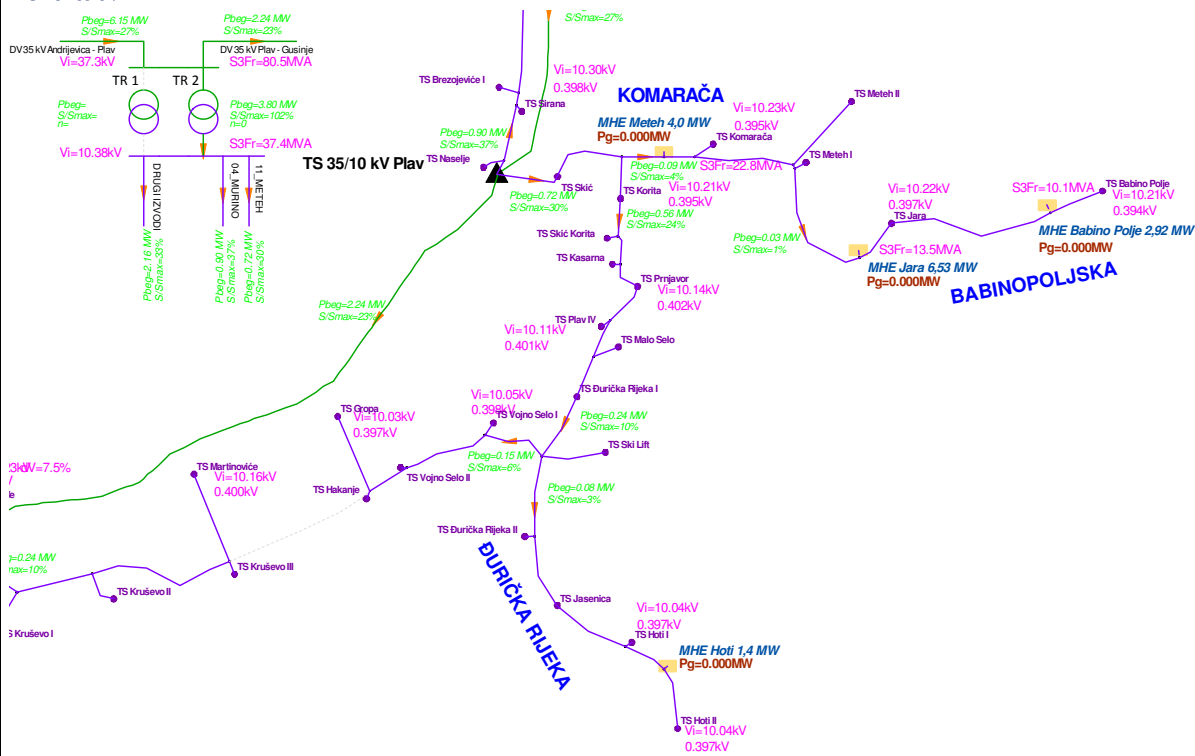 Pbeg=6.15 MW
S/Smax=27%
Pbeg=2.24 MW
S/Smax=23%
S/Smax=27%
DV 35 kV Andrijevica - Plav
Vi=37.3kV
DV 35 kV Plav - Gusinje
S3Fr=80.5MVA
TR 1
TR 2
Pbeg=
S/Smax=
n=
Pbeg=3.80 MW
S/Smax=102%
n=0
Vi=10.38kV
S3Fr=37.4MVA
DRUGI IZVODI
04_MURINO
11_METEH
Pbeg=2.16 MW
S/Smax=33%
Pbeg=0.90 MW
S/Smax=37%
Pbeg=0.72 MW
S/Smax=30%
Vi=10.30kV
0.398kV
TS Brezojeviće I
TS Sirana
Pbeg=0.90 MW
S/Smax=37%
TS Naselje
TS 35/10 kV Plav
KOMARAČA
MHE Meteh 4,0 MW
Pg=0.000MW
Vi=10.23kV
0.395kV
TS Komarača
TS Meteh II
TS Meteh I
Pbeg=0.09 MW
S/Smax=4%
S3Fr=22.8MVA
TS Skić
Pbeg=0.72 MW
S/Smax=30%
TS Korita
Vi=10.21kV
0.395kV
Pbeg=0.56 MW
S/Smax=24%
TS Skić Korita
TS Kasarna
TS Prnjavor
Vi=10.14kV
0.402kV
Vi=10.22kV
0.397kV
TS Jara
S3Fr=10.1MVA
TS Babino Polje
Vi=10.21kV
0.394kV
MHE Babino Polje 2,92 MW
Pg=0.000MW
Pbeg=0.03 MW
S/Smax=1%
S3Fr=13.5MVA
MHE Jara 6,53 MW
Pg=0.000MW
BABINOPOLJSKA
Pbeg=2.24 MW
S/Smax=23%
TS Plav IV
Vi=10.11kV
0.401kV
TS Malo Selo
TS Đurička Rijeka I
Vi=10.05kV
0.398kV
TS Vojno Selo I
Pbeg=0.24 MW
S/Smax=10%
TS Gropa
Vi=10.03kV
0.397kV
TS Ski Lift
Pbeg=0.15 MW
S/Smax=6%
dV=7.5%
TS Martinoviće
Vi=10.16kV
0.400kV
TS Vojno Selo II
TS Hakanje
Pbeg=0.08 MW
S/Smax=3%
TS Đurička Rijeka II
=0.24 MW
max=10%
TS Kruševo III
TS Kruševo II
S Kruševo I
ĐURIČKA RIJEKA
TS Jasenica
Vi=10.04kV
0.397kV
TS Hoti I
MHE Hoti 1,4 MW
Pg=0.000MW
TS Hoti II
Vi=10.04kV
0.397kV